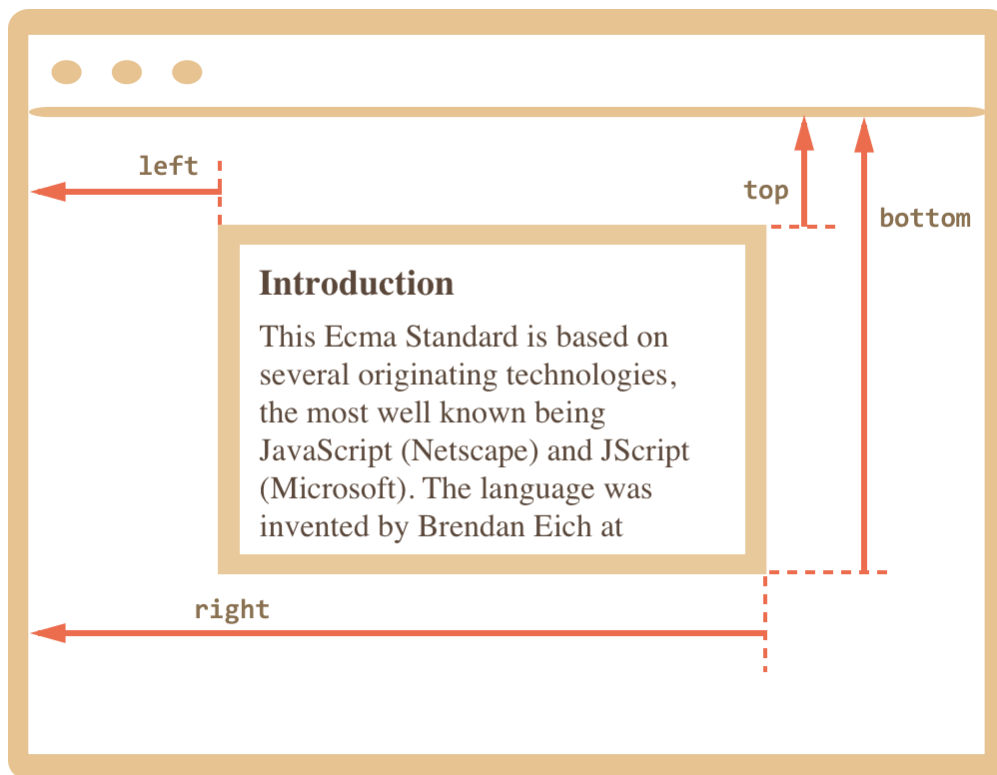 left
top
bottom
Introduction
This Ecma Standard is based on
several originating technologies,
the most well known being
JavaScript (Netscape) and JScript
(Microsoft). The language was
invented by Brendan Eich at
right